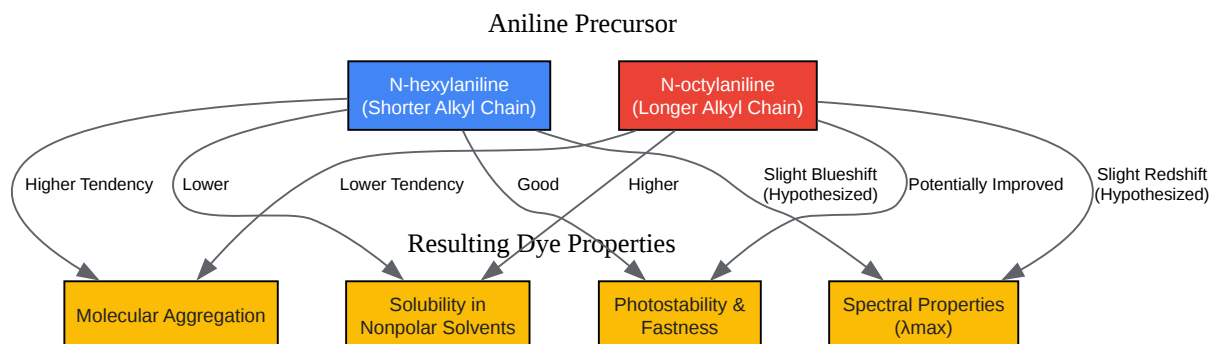 Aniline Precursor
N-hexylaniline
(Shorter Alkyl Chain)
N-octylaniline
(Longer Alkyl Chain)
Higher Tendency
Lower
Lower Tendency
Good
Higher
Slight Blueshift
(Hypothesized)
Potentially Improved
Slight Redshift
(Hypothesized)
Resulting Dye Properties
Molecular Aggregation
Solubility in
Nonpolar Solvents
Photostability &
Fastness
Spectral Properties
(λmax)